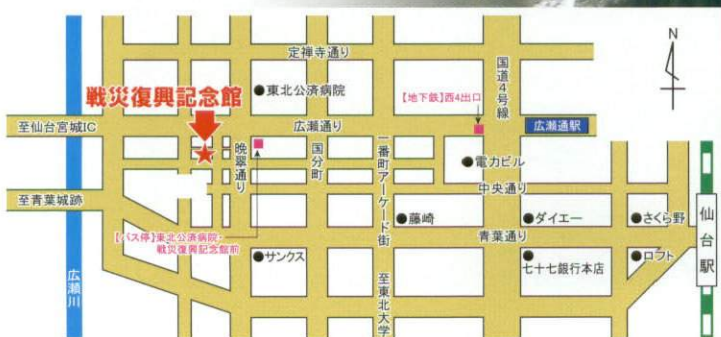 定禅寺通り
国道4号線
N
戦災復興記念館
東北公済病院
【地下鉄】西4出口
至仙台宮城IC
広瀬通り
広瀬通駅
晩翠通り
国分町
一番町アーケード街
電力ビル
中央通り
至青葉城跡
藤崎
ダイエー
さくら野
仙台駅
【バス停】東北公済病院・
戦災復興記念館前
青葉通り
サンクス
七十七銀行本店
ロフト
広瀬川
至東北大学